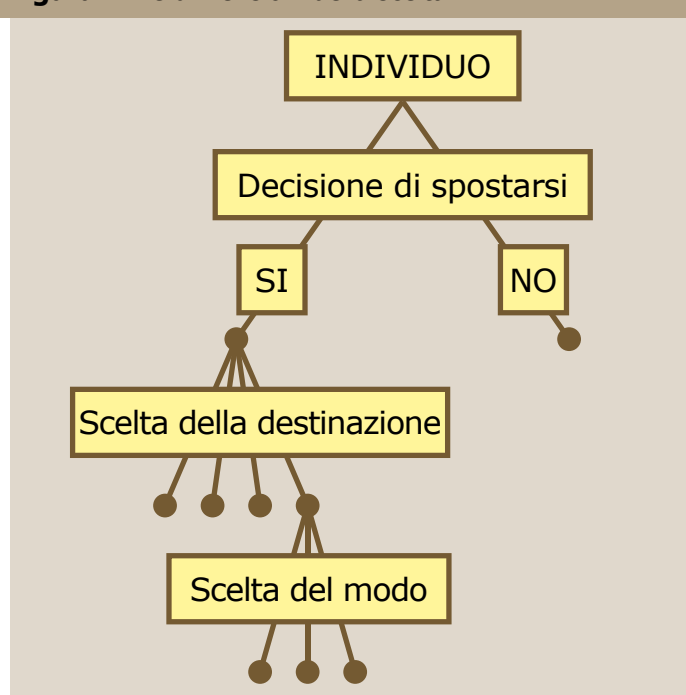 INDIVIDUO
Decisione di spostarsi
SI
NO
Scelta della destinazione
Scelta del modo